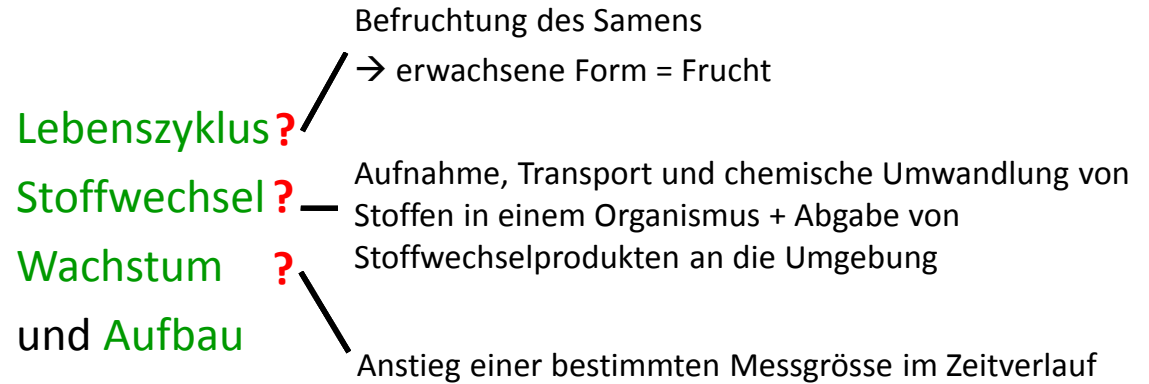 Befruchtung des Samens
→ erwachsene Form = Frucht
Lebenszyklus ?
Stoffwechsel ?
Aufnahme, Transport und chemische Umwandlung von
Stoffen in einem Organismus + Abgabe von
Stoffwechselprodukten an die Umgebung
Wachstum ?
und Aufbau
Anstieg einer bestimmten Messgrösse im Zeitverlauf